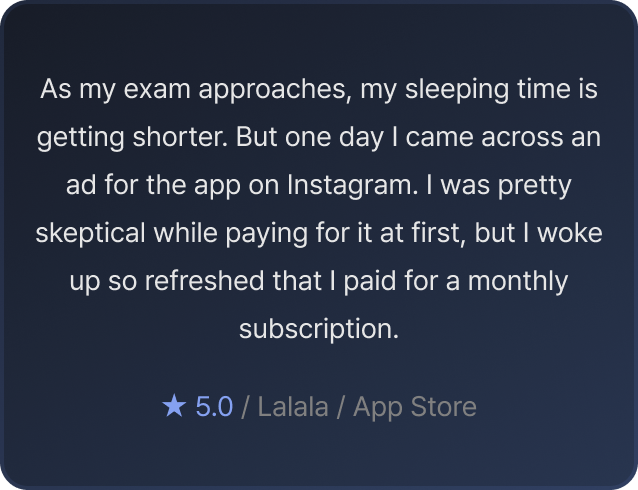 As my exam approaches, my sleeping time is
getting shorter. But one day I came across an
ad for the app on Instagram. I was pretty
skeptical while paying for it at first, but I woke
up so refreshed that I paid for a monthly
subscription.
★ 5.0 / Lalala / App Store